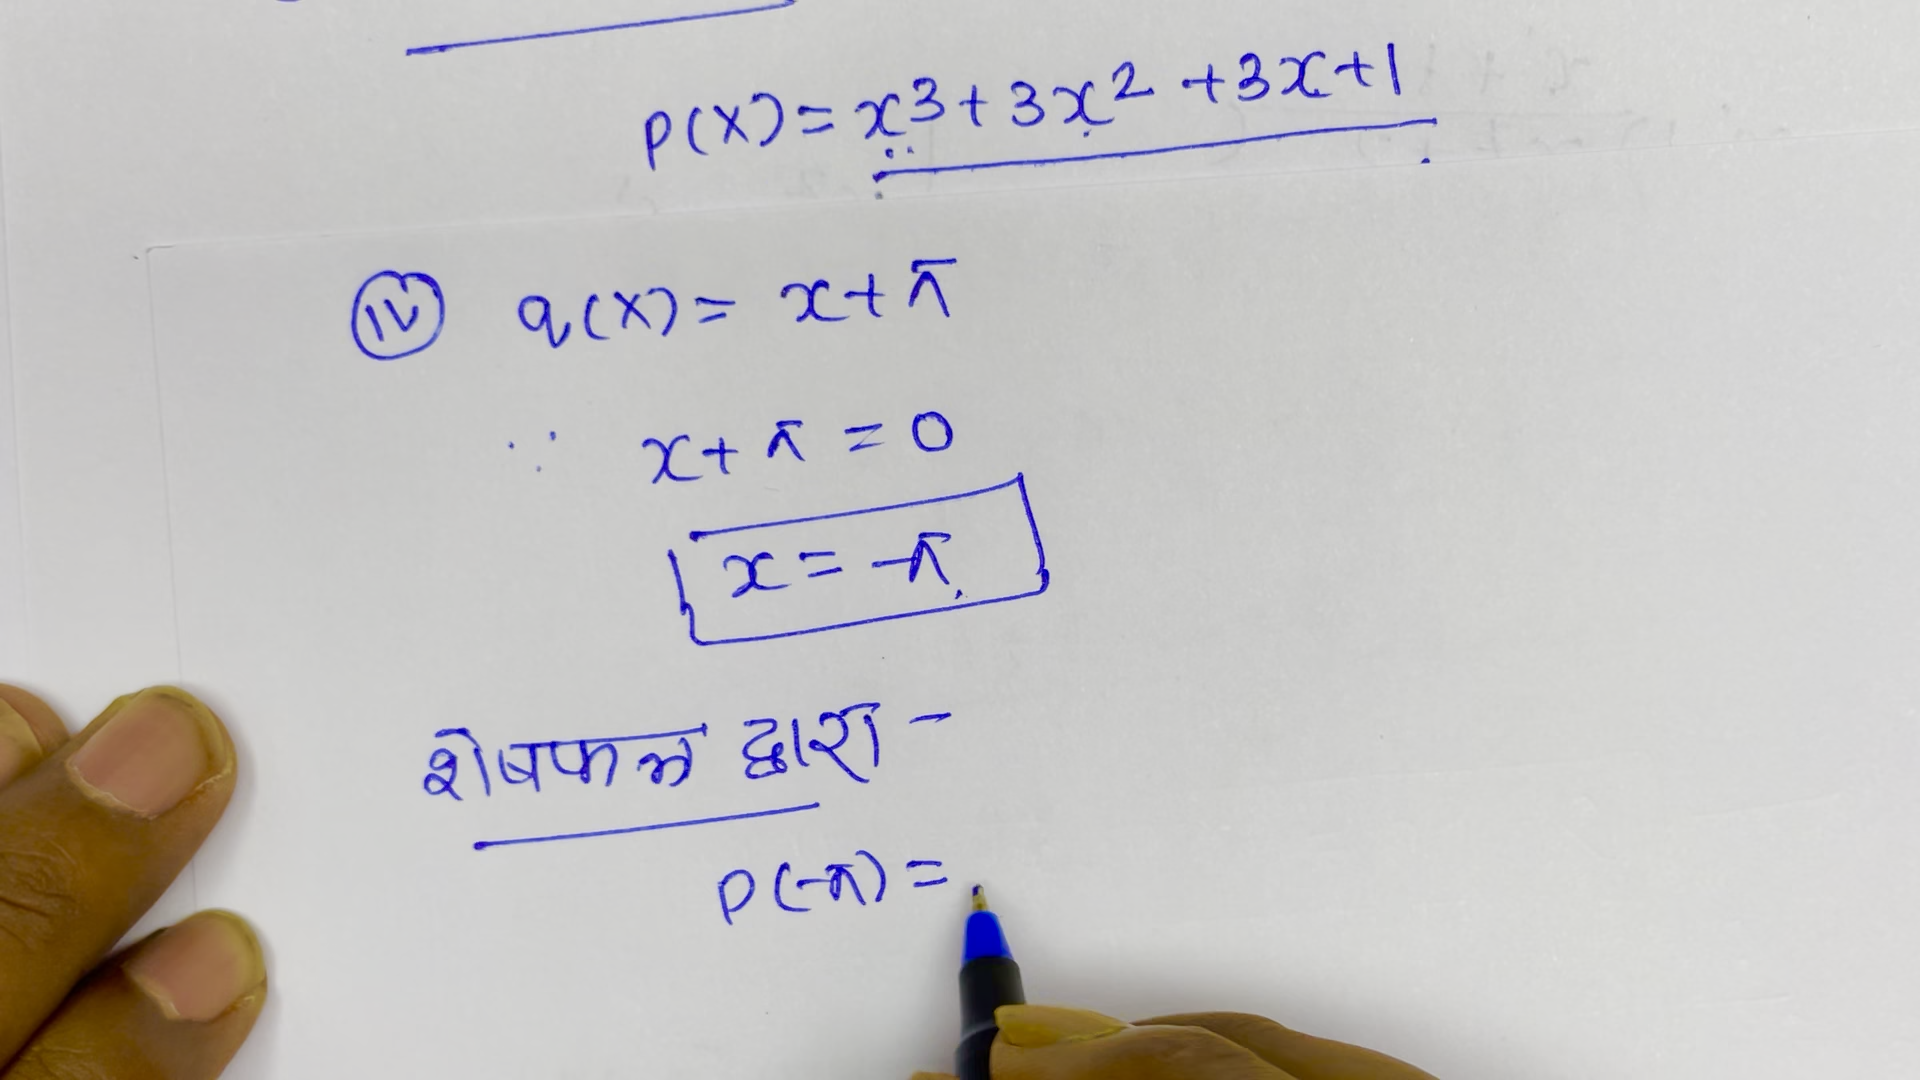 p(x) = x³ + 3x² + 3x + 1
(iv) q(x) = x + π
∵ x + π = 0
x = -π
शेषफल द्वारा -
p(-π) =